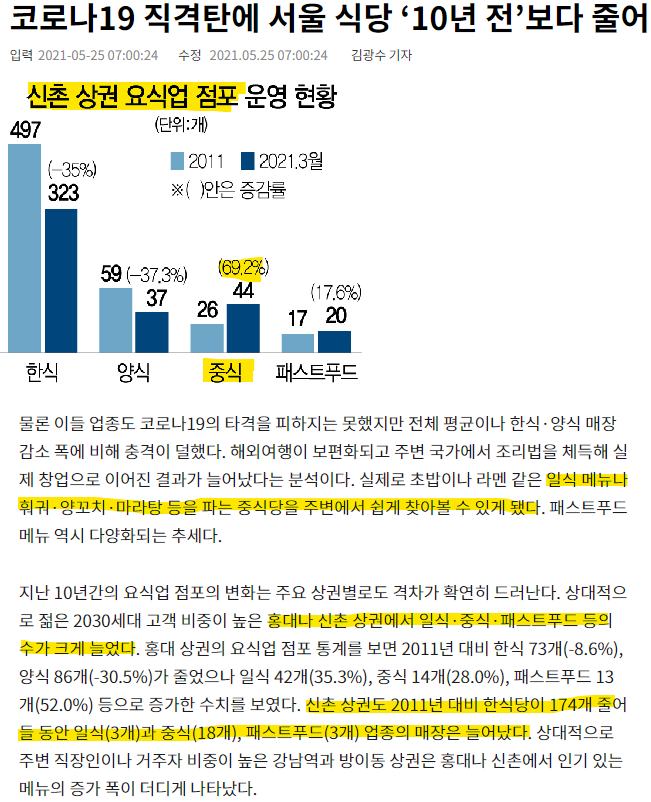 코로나19 직격탄에 서울 식당 ‘10년 전’보다 줄어
입력 2021-05-25 07:00:24 수정 2021.05.25 07:00:24 김광수 기자
신촌 상권 요식업 점포 운영 현황
(단위:개)
2011 2021.3월
※( )안은 증감률
497
(−35%)
323
59 (−37.3%)
37
(69.2%)
26
44
(17.6%)
17
20
한식 양식 중식 패스트푸드
물론 이들 업종도 코로나19의 타격을 피하지는 못했지만 전체 평균이나 한식·양식 매장
감소 폭에 비해 충격이 덜했다. 해외여행이 보편화되고 주변 국가에서 조리법을 체득해 실
제 창업으로 이어진 결과가 늘어났다는 분석이다. 실제로 초밥이나 라멘 같은 일식 메뉴나
훠궈·양꼬치·마라탕 등을 파는 중식당을 주변에서 쉽게 찾아볼 수 있게 됐다. 패스트푸드
메뉴 역시 다양화되는 추세다.
지난 10년간의 요식업 점포의 변화는 주요 상권별로도 격차가 확연히 드러난다. 상대적으
로 젊은 2030세대 고객 비중이 높은 홍대나 신촌 상권에서 일식·중식·패스트푸드 등의
수가 크게 늘었다. 홍대 상권의 요식업 점포 통계를 보면 2011년 대비 한식 73개(-8.6%),
양식 86개(-30.5%)가 줄었으나 일식 42개(35.3%), 중식 14개(28.0%), 패스트푸드 13
개(52.0%) 등으로 증가한 수치를 보였다. 신촌 상권도 2011년 대비 한식당이 174개 줄어
들 동안 일식(3개)과 중식(18개), 패스트푸드(3개) 업종의 매장은 늘어났다. 상대적으로
주변 직장인이나 거주자 비중이 높은 강남역과 방이동 상권은 홍대나 신촌에서 인기 있는
메뉴의 증가 폭이 더디게 나타났다.